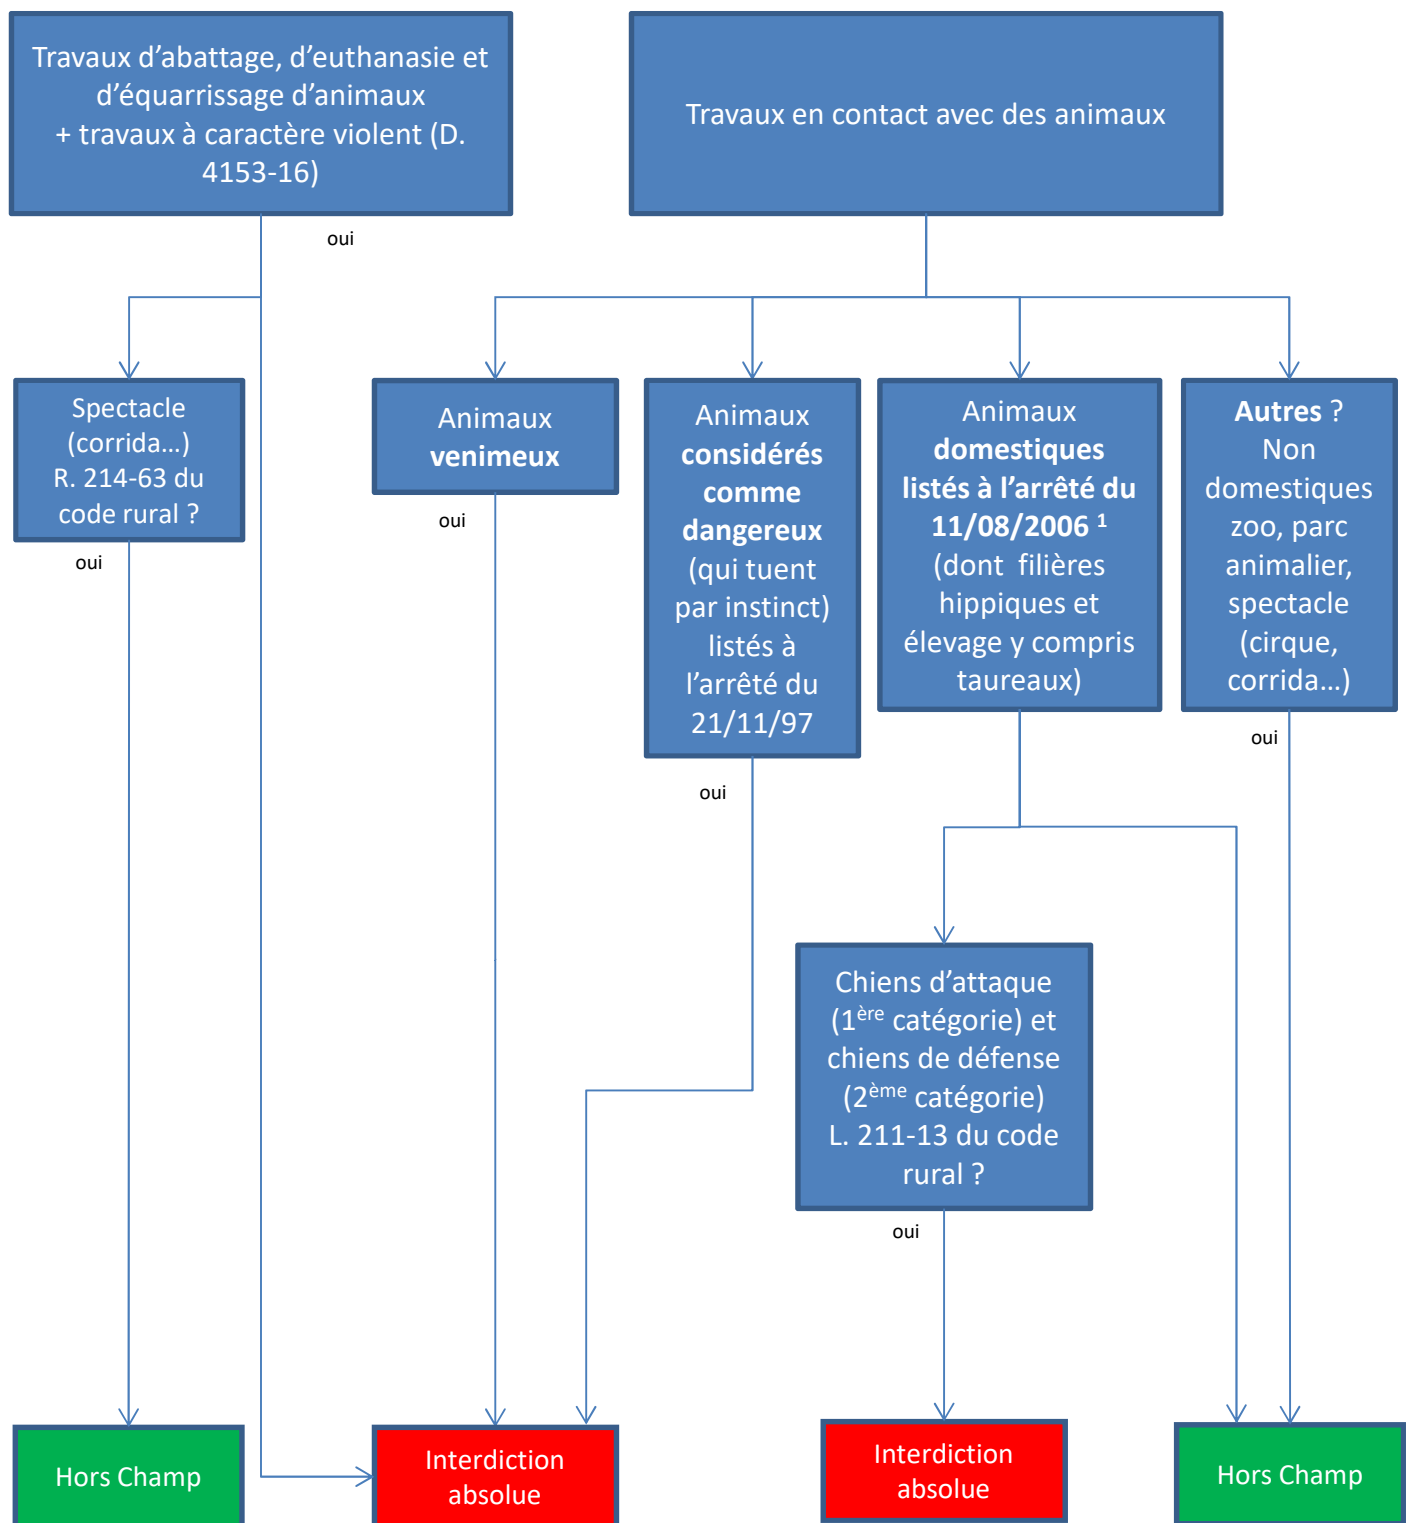 Travaux d’abattage, d’euthanasie et
d’équarrissage d’animaux
+ travaux à caractère violent (D.
4153-16)
Travaux en contact avec des animaux
oui
Spectacle
(corrida…)
R. 214-63 du
code rural ?
oui
Animaux
venimeux
oui
Animaux
considérés
comme
dangereux
(qui tuent
par instinct)
listés à
l’arrêté du
21/11/97
oui
Animaux
domestiques
listés à l’arrêté du
11/08/2006 ¹
(dont filières
hippiques et
élevage y compris
taureaux)
Autres ?
Non
domestiques
zoo, parc
animalier,
spectacle
(cirque,
corrida…)
oui
Chiens d’attaque
(1ère catégorie) et
chiens de défense
(2ème catégorie)
L. 211-13 du code
rural ?
oui
Hors Champ
Interdiction
absolue
Interdiction
absolue
Hors Champ